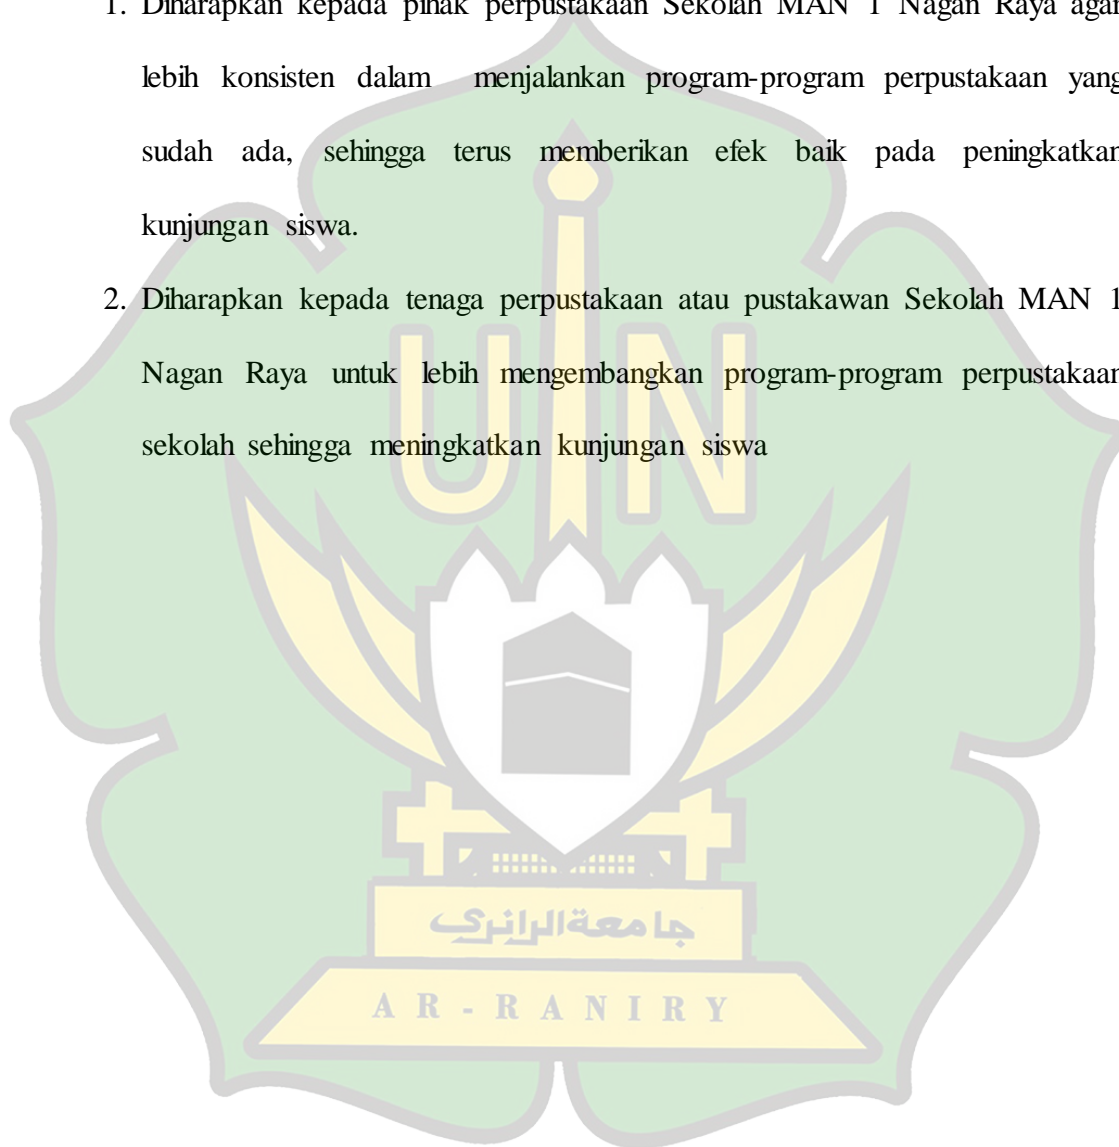 1. Diharapkan kepada pihak perpustakaan Sekolah MAN 1 Nagan Raya agar
lebih konsisten dalam menjalankan program-program perpustakaan yang
sudah ada, sehingga terus memberikan efek baik pada peningkatkan
kunjungan siswa.
2. Diharapkan kepada tenaga perpustakaan atau pustakawan Sekolah MAN 1
Nagan Raya untuk lebih mengembangkan program-program perpustakaan
sekolah sehingga meningkatkan kunjungan siswa
UIN
جامعةالرانري
AR-RANIRY